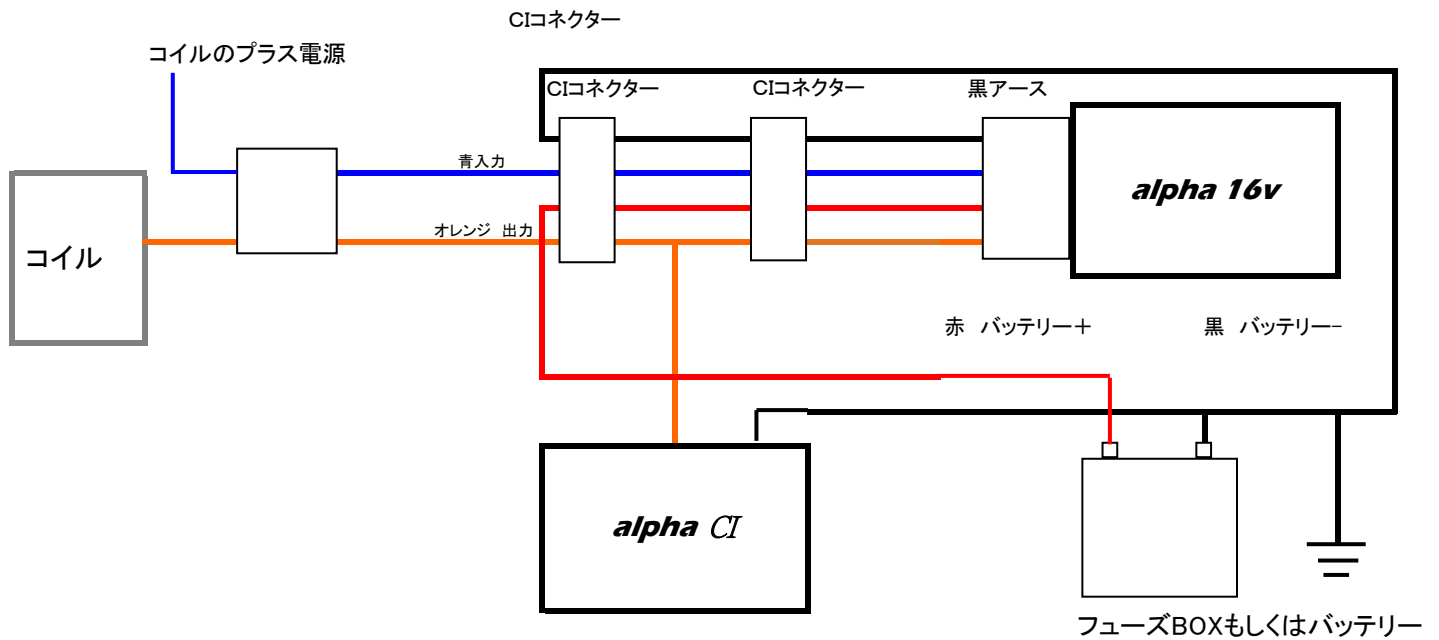 CIコネクター
コイルのプラス電源
CIコネクター
CIコネクター
黒アース
青入力
alpha 16v
オレンジ 出力
コイル
赤 バッテリー＋
黒 バッテリー-
alpha CI
フューズBOXもしくはバッテリー